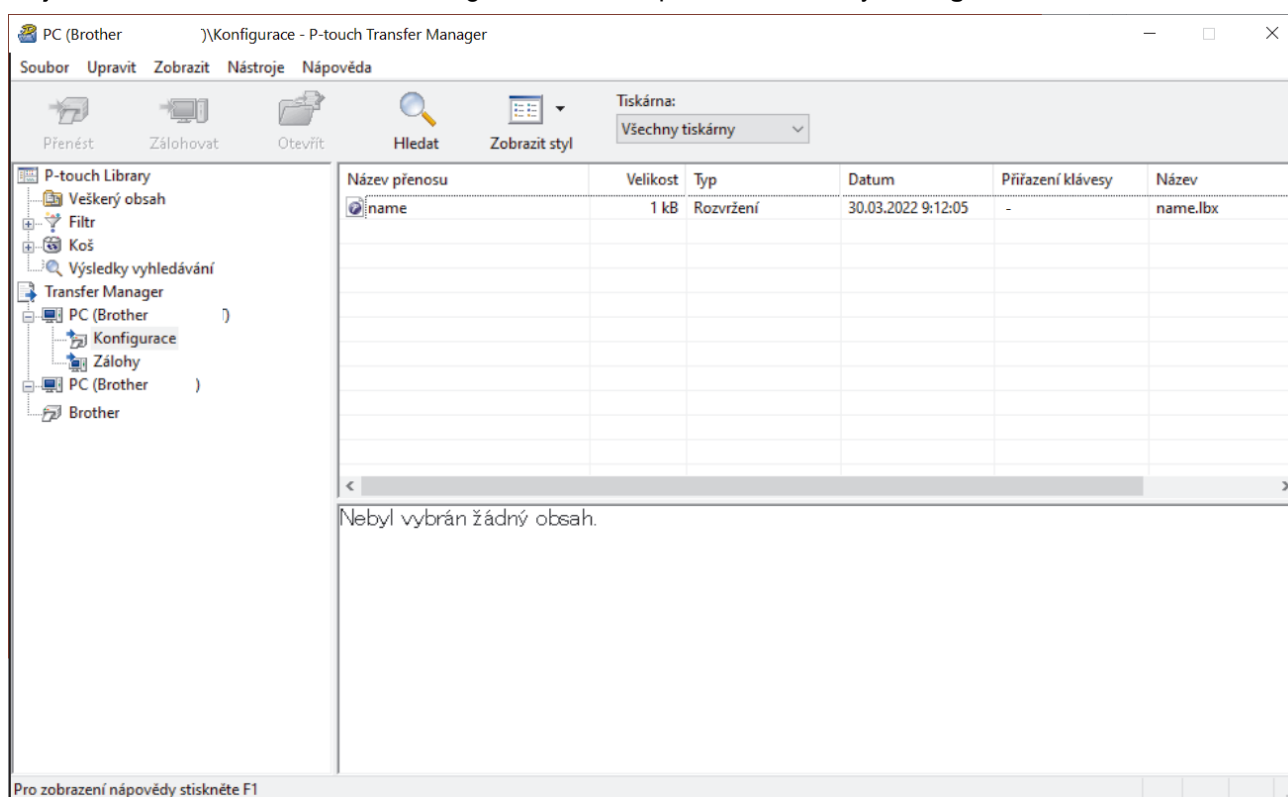 PC (Brother )\Konfigurace - P-touch Transfer Manager
Soubor Upravit Zobrazit Nástroje Nápověda
Přenést Zálohovat Otevřít Hledat Zobrazit styl
Tiskárna:
Všechny tiskárny
P-touch Library
Veškerý obsah
Filtr
Koš
Výsledky vyhledávání
Transfer Manager
PC (Brother )
Konfigurace
Zálohy
PC (Brother )
Brother
Název přenosu Velikost Typ Datum Přiřazení klávesy Název
name 1 kB Rozvržení 30.03.2022 9:12:05 - name.lbx
Nebyl vybrán žádný obsah.
Pro zobrazení nápovědy stiskněte F1